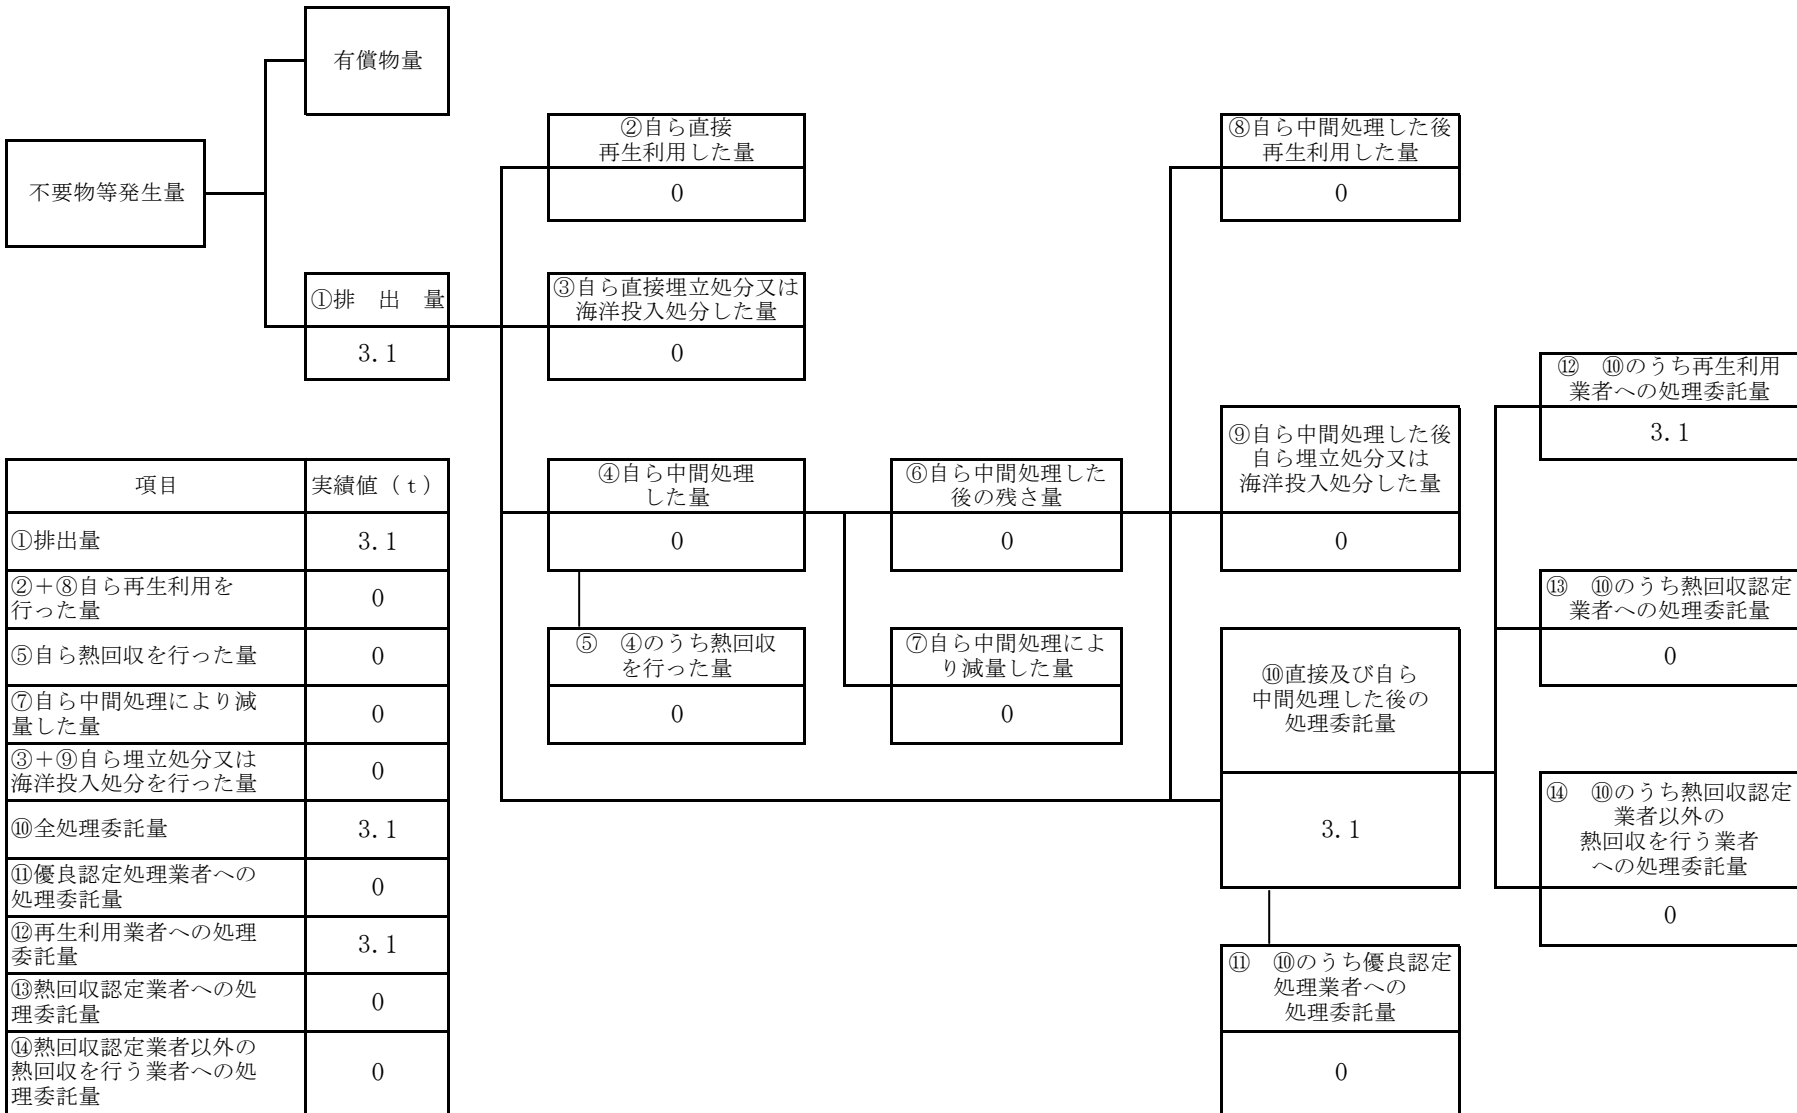 有償物量
不要物等発生量
①排　出　量
3.1
②自ら直接
再生利用した量
0
③自ら直接埋立処分又は
海洋投入処分した量
0
④自ら中間処理
した量
0
⑤　④のうち熱回収
を行った量
0
⑥自ら中間処理した
後の残さ量
0
⑦自ら中間処理によ
り減量した量
0
⑧自ら中間処理した後
再生利用した量
0
⑨自ら中間処理した後
自ら埋立処分又は
海洋投入処分した量
0
⑩直接及び自ら
中間処理した後の
処理委託量
3.1
⑪　⑩のうち優良認定
処理業者への
処理委託量
0
⑫　⑩のうち再生利用
業者への処理委託量
3.1
⑬　⑩のうち熱回収認定
業者への処理委託量
0
⑭　⑩のうち熱回収認定
業者以外の
熱回収を行う業者
への処理委託量
0
項目 実績値（ｔ）
①排出量 3.1
②＋⑧自ら再生利用を
行った量 0
⑤自ら熱回収を行った量 0
⑦自ら中間処理により減
量した量 0
③＋⑨自ら埋立処分又は
海洋投入処分を行った量 0
⑩全処理委託量 3.1
⑪優良認定処理業者への
処理委託量 0
⑫再生利用業者への処理
委託量 3.1
⑬熱回収認定業者への処
理委託量 0
⑭熱回収認定業者以外の
熱回収を行う業者への処
理委託量 0